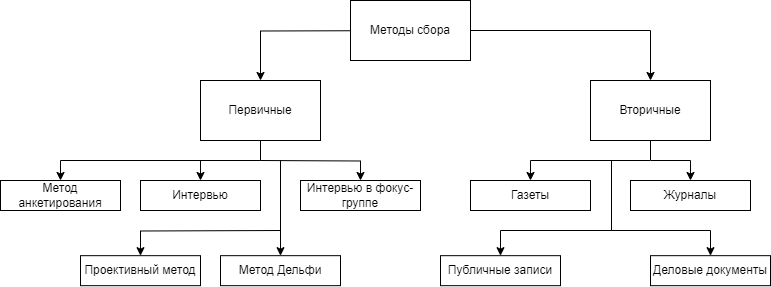 Методы сбора
Первичные
Вторичные
Метод
анкетирования
Интервью
Интервью в фокус-
группе
Газеты
Журналы
Проективный метод
Метод Дельфи
Публичные записи
Деловые документы